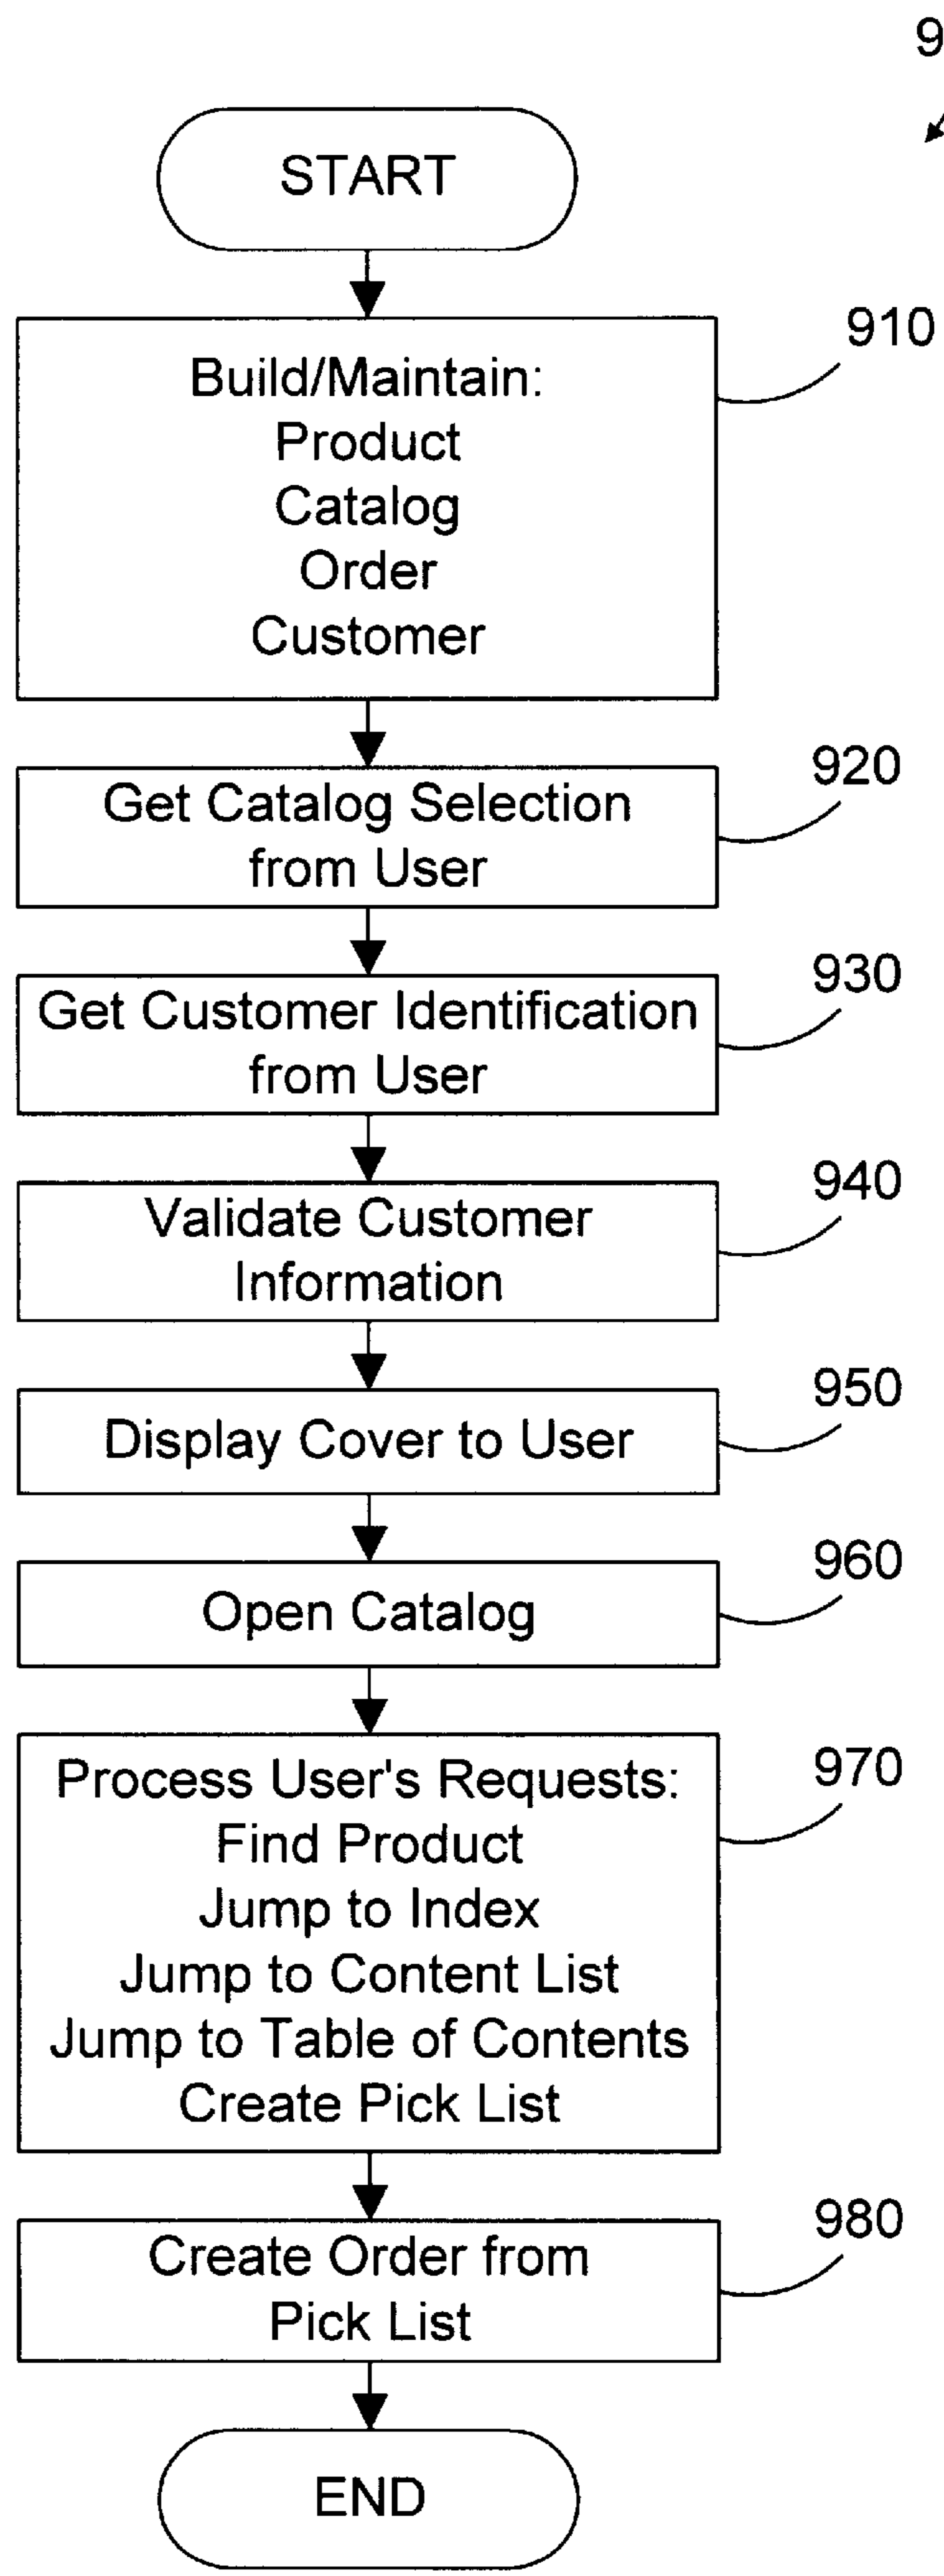 9
START
910
Build/Maintain:
Product
Catalog
Order
Customer
920
Get Catalog Selection
from User
930
Get Customer Identification
from User
940
Validate Customer
Information
950
Display Cover to User
960
Open Catalog
970
Process User's Requests:
Find Product
Jump to Index
Jump to Content List
Jump to Table of Contents
Create Pick List
980
Create Order from
Pick List
END